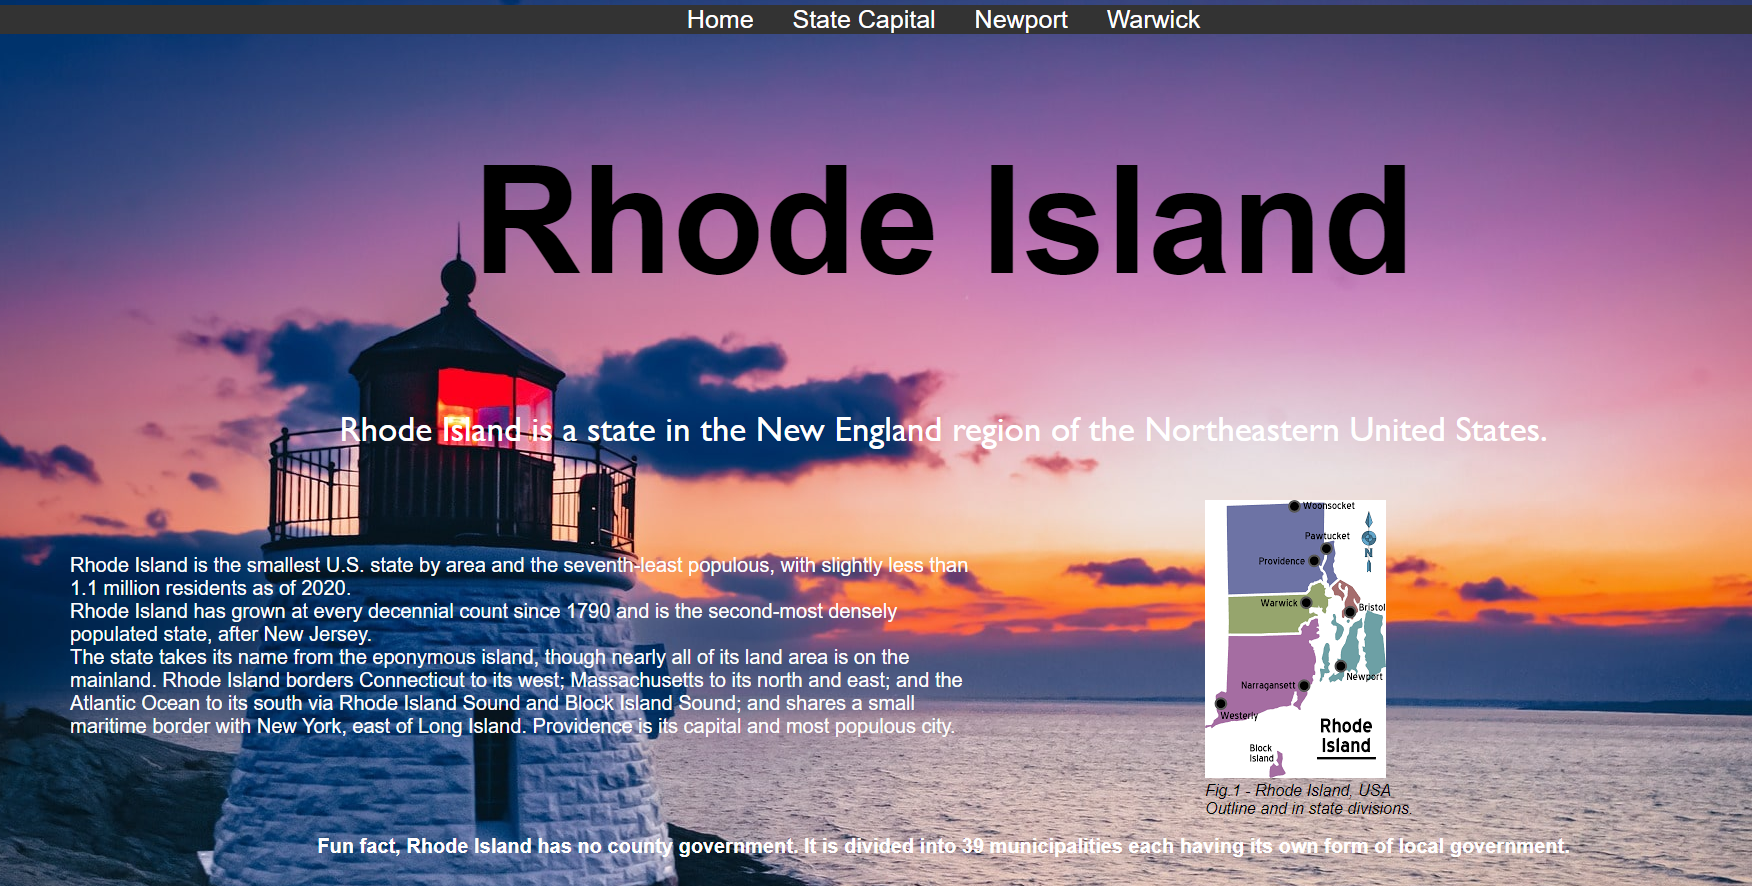 Home State Capital Newport Warwick
Rhode Island
Rhode Island is a state in the New England region of the Northeastern United States.
Rhode Island is the smallest U.S. state by area and the seventh-least populous, with slightly less than
1.1 million residents as of 2020.
Rhode Island has grown at every decennial count since 1790 and is the second-most densely
populated state, after New Jersey.
The state takes its name from the eponymous island, though nearly all of its land area is on the
mainland. Rhode Island borders Connecticut to its west; Massachusetts to its north and east; and the
Atlantic Ocean to its south via Rhode Island Sound and Block Island Sound; and shares a small
maritime border with New York, east of Long Island. Providence is its capital and most populous city.
Woonsocket
Pawtucket
N
Providence
Warwick
Bristol
Newport
Narragansett
Westerly
Rhode
Island
Block
Island
Fig.1 - Rhode Island, USA
Outline and in state divisions.
Fun fact, Rhode Island has no county government. It is divided into 39 municipalities each having its own form of local government.